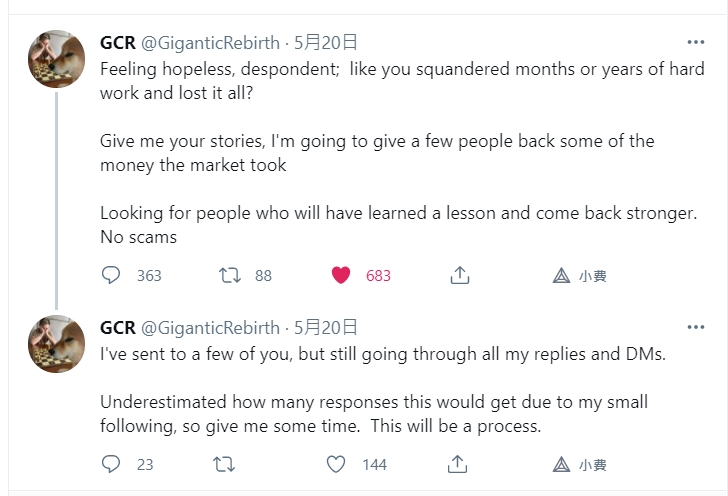 GCR @GiganticRebirth · 5月20日
Feeling hopeless, despondent;  like you squandered months or years of hard
work and lost it all?
Give me your stories, I'm going to give a few people back some of the
money the market took
Looking for people who will have learned a lesson and come back stronger.
No scams
363 88 683 小費
GCR @GiganticRebirth · 5月20日
I've sent to a few of you, but still going through all my replies and DMs.
Underestimated how many responses this would get due to my small
following, so give me some time.  This will be a process.
23 144 小費